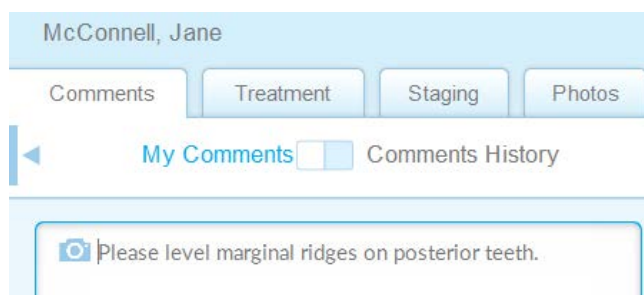 McConnell, Jane
Comments Treatment Staging Photos
My Comments Comments History
Please level marginal ridges on posterior teeth.